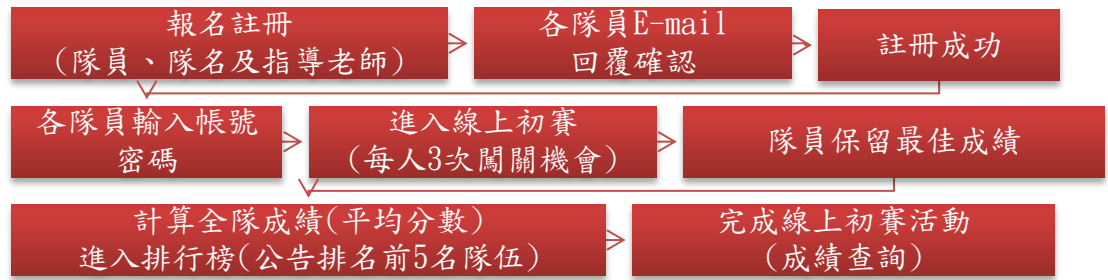 報名註冊
(隊員、隊名及指導老師)
各隊員E-mail
回覆確認
註冊成功
各隊員輸入帳號
密碼
進入線上初賽
(每人3次闖關機會)
隊員保留最佳成績
計算全隊成績(平均分數)
進入排行榜(公告排名前5名隊伍)
完成線上初賽活動
(成績查詢)